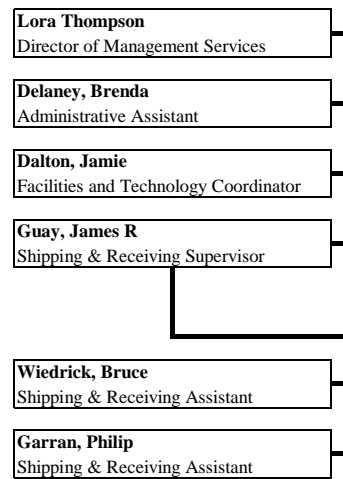 Lora Thompson
Director of Management Services
Delaney, Brenda
Administrative Assistant
Dalton, Jamie
Facilities and Technology Coordinator
Guay, James R
Shipping & Receiving Supervisor
Wiedrick, Bruce
Shipping & Receiving Assistant
Garran, Philip
Shipping & Receiving Assistant